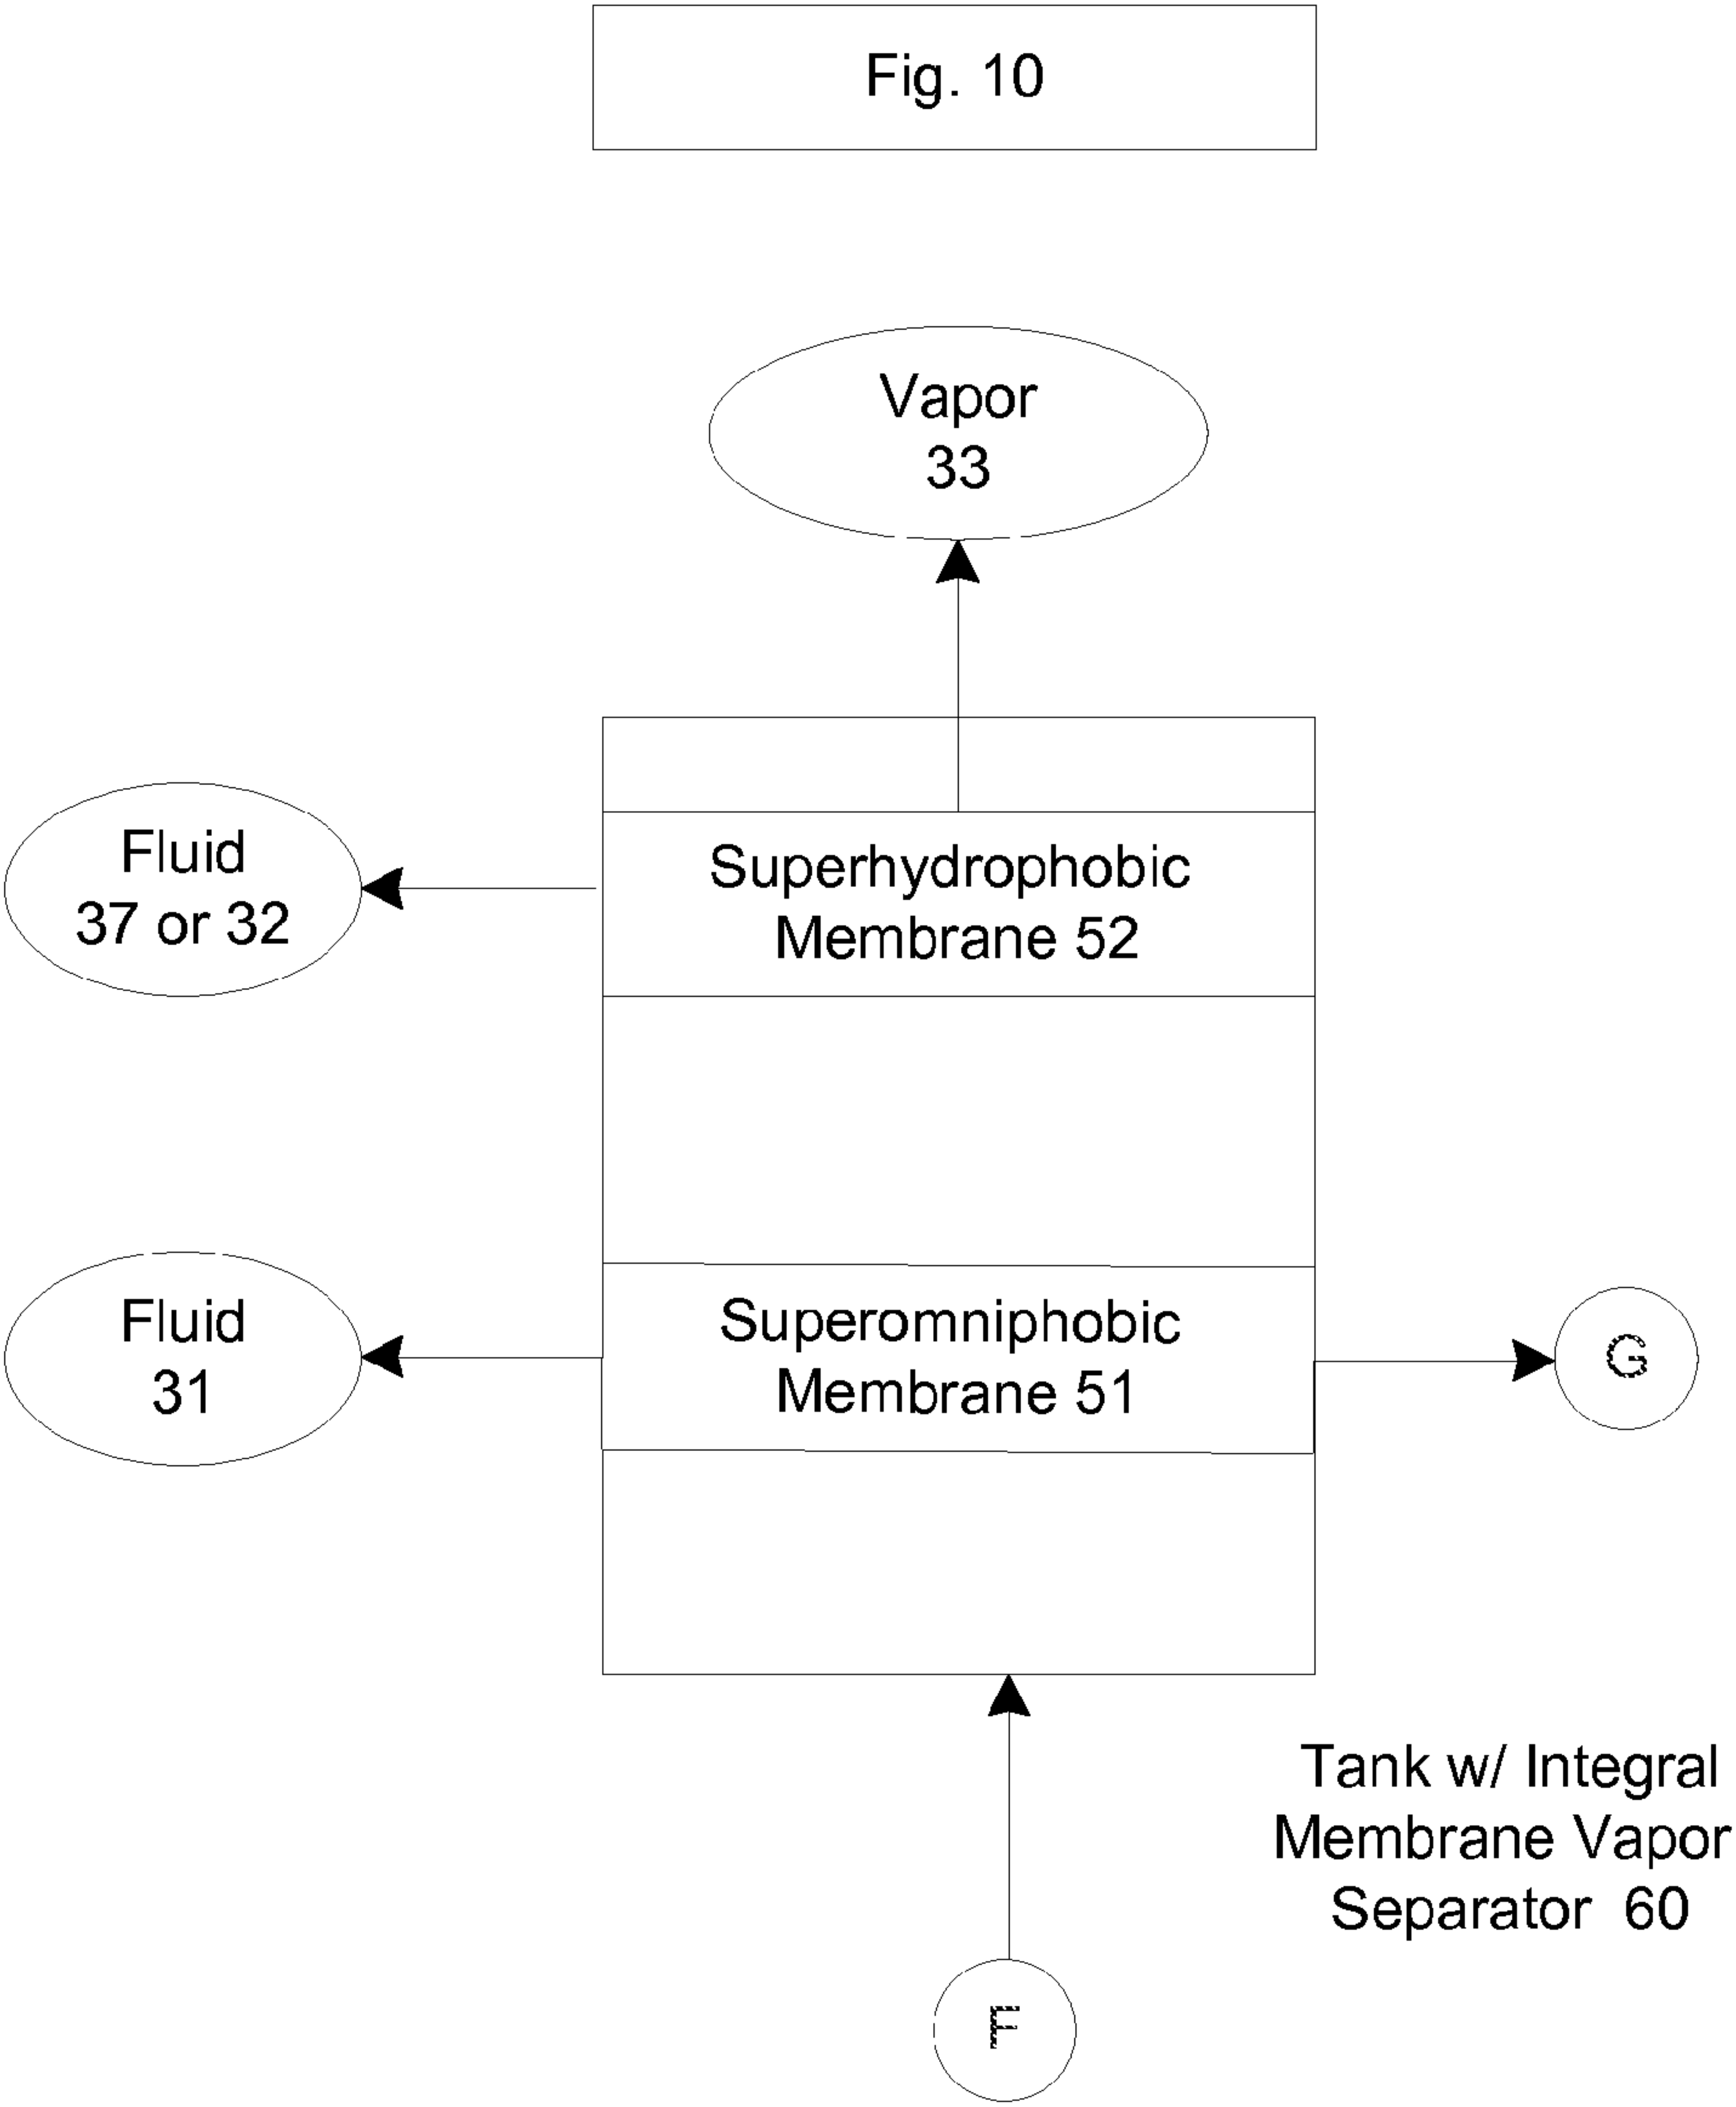 Fig. 10
Vapor
33
Fluid
37 or 32
Superhydrophobic
Membrane 52
Fluid
31
Superomniphobic
Membrane 51
G
Tank w/ Integral
Membrane Vapor
Separator 60
F